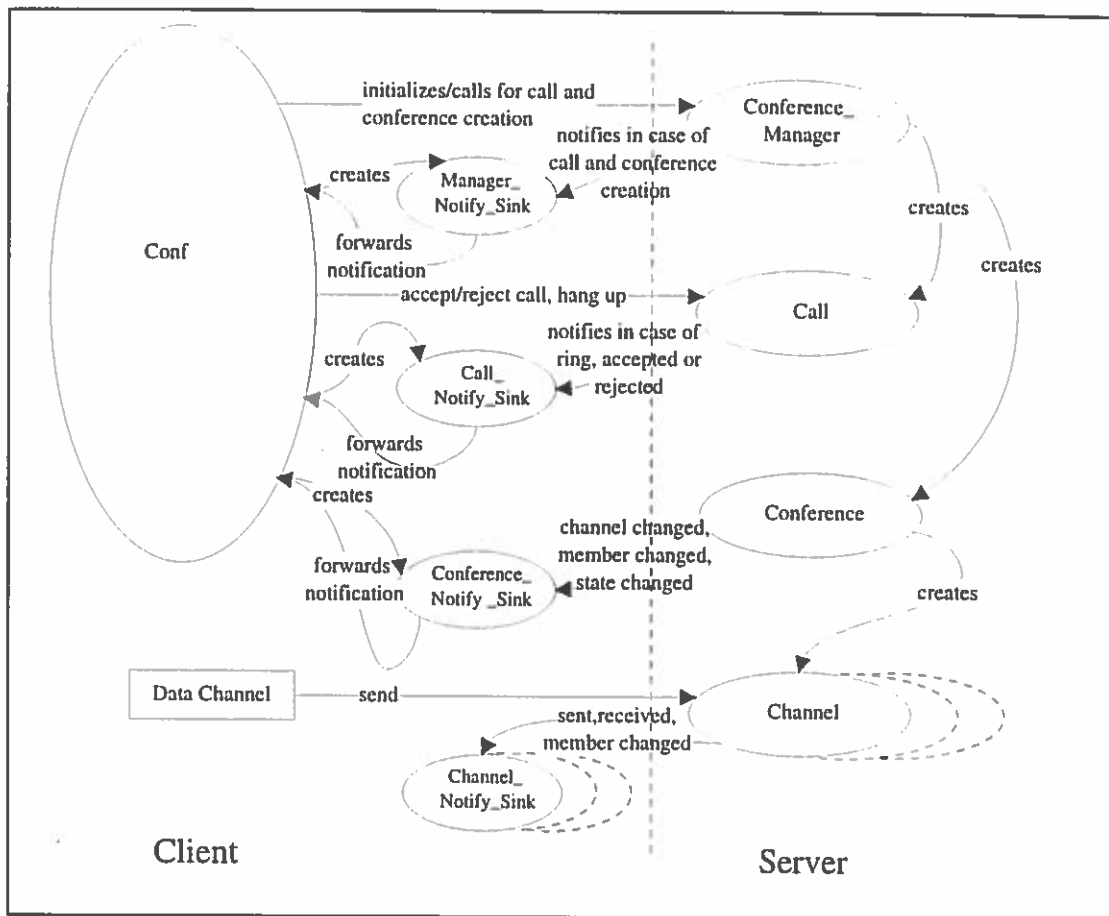 initializes/calls for call and
conference creation
Conference_
Manager
notifies in case of
call and conference
creation
creates
Manager_
Notify_Sink
creates
creates
Conf
forwards
notification
accept/reject call, hang up
Call
notifies in case of
ring, accepted or
rejected
creates
Call_
Notify_Sink
forwards
notification
creates
Conference
channel changed,
member changed,
state changed
forwards
notification
Conference_
Notify _Sink
creates
Data Channel
send
Channel
sent,received,
member changed
Channel_
Notify_Sink
Client
Server